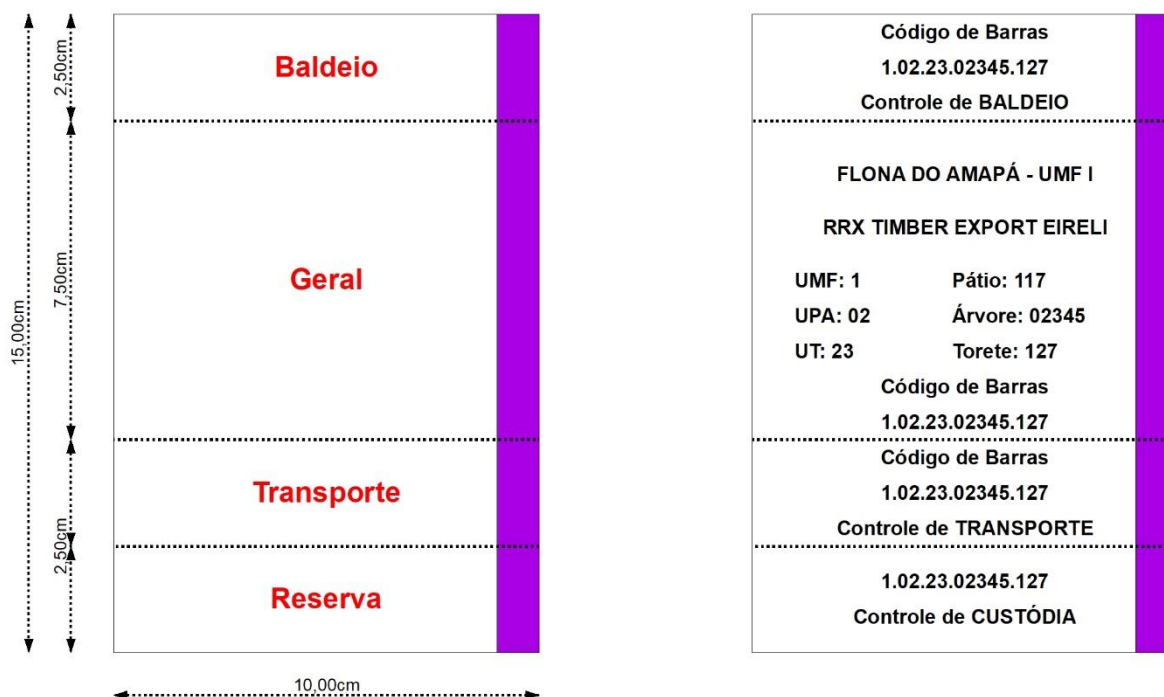 2,50cm
7,50cm
15,00cm
2,50cm
10,00cm
Baldeio
Geral
Transporte
Reserva
Código de Barras
1.02.23.02345.127
Controle de BALDEIO
FLONA DO AMAPÁ - UMF I
RRX TIMBER EXPORT EIRELI
UMF: 1 Pátio: 117
UPA: 02 Árvore: 02345
UT: 23 Torete: 127
Código de Barras
1.02.23.02345.127
Código de Barras
1.02.23.02345.127
Controle de TRANSPORTE
1.02.23.02345.127
Controle de CUSTÓDIA